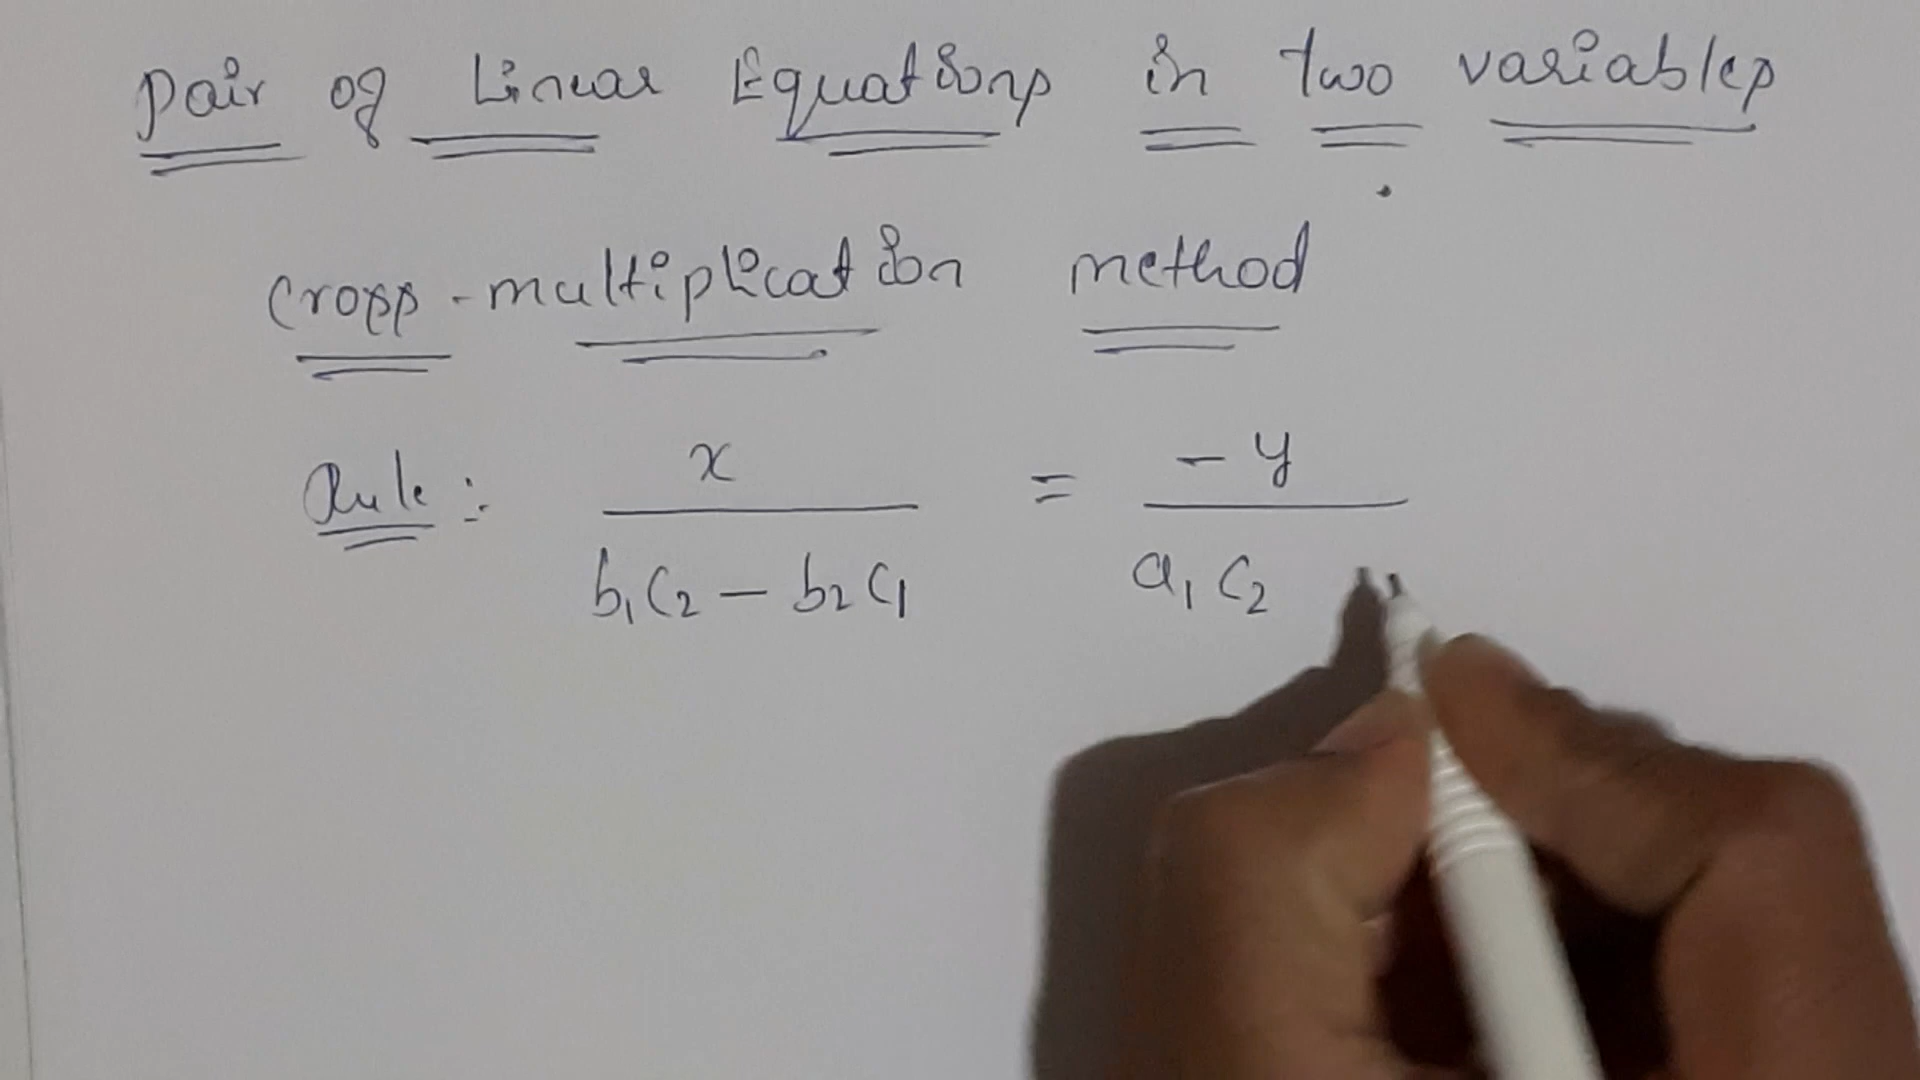 Pair of Linear Equations in two variables
Cross-multiplication method
Rule :- x / b₁c₂ - b₂c₁ = -y / a₁c₂